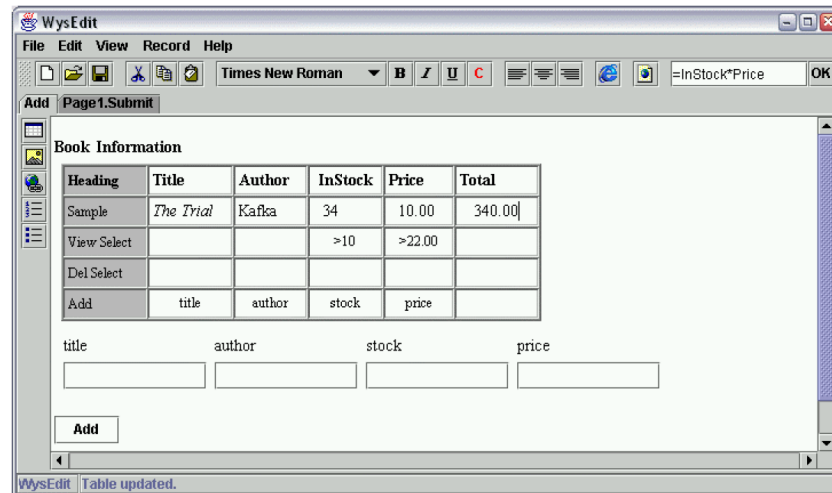 WysEdit
File Edit View Record Help
Times New Roman B I U C =InStock*Price OK
Add Page1.Submit
Book Information
Heading Title Author InStock Price Total
Sample The Trial Kafka 34 10.00 340.00
View Select >10 >22.00
Del Select
Add title author stock price
title author stock price
Add
WysEdit Table updated.